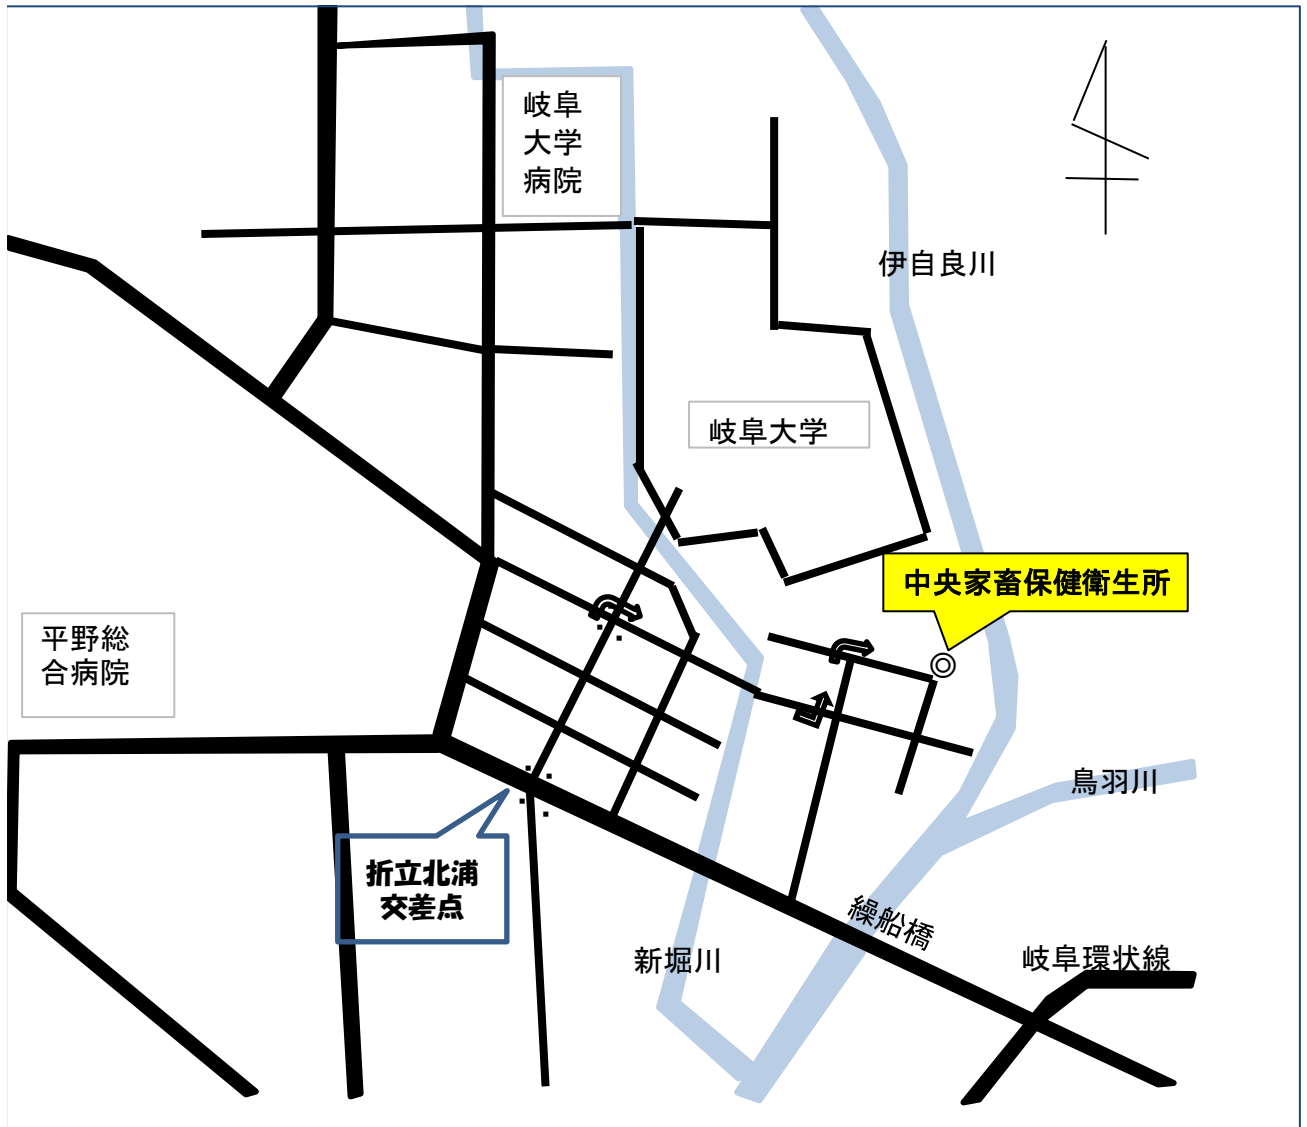 岐阜
大学
病院
伊自良川
岐阜大学
中央家畜保健衛生所
平野総
合病院
鳥羽川
折立北浦
交差点
繰船橋
新堀川
岐阜環状線